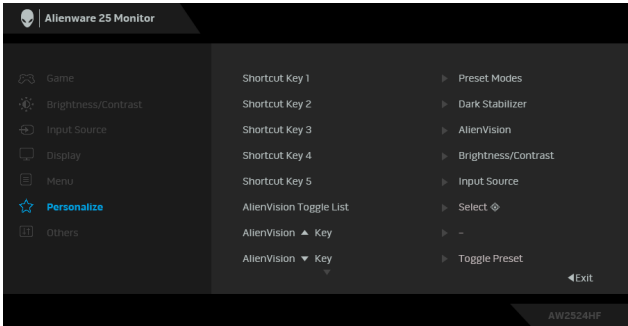 Alienware 25 Monitor
Game
Brightness/Contrast
Input Source
Display
Menu
Personalize
Others
Shortcut Key 1 Preset Modes
Shortcut Key 2 Dark Stabilizer
Shortcut Key 3 AlienVision
Shortcut Key 4 Brightness/Contrast
Shortcut Key 5 Input Source
AlienVision Toggle List Select
AlienVision ▲ Key -
AlienVision ▼ Key Toggle Preset
Exit
AW2524HF